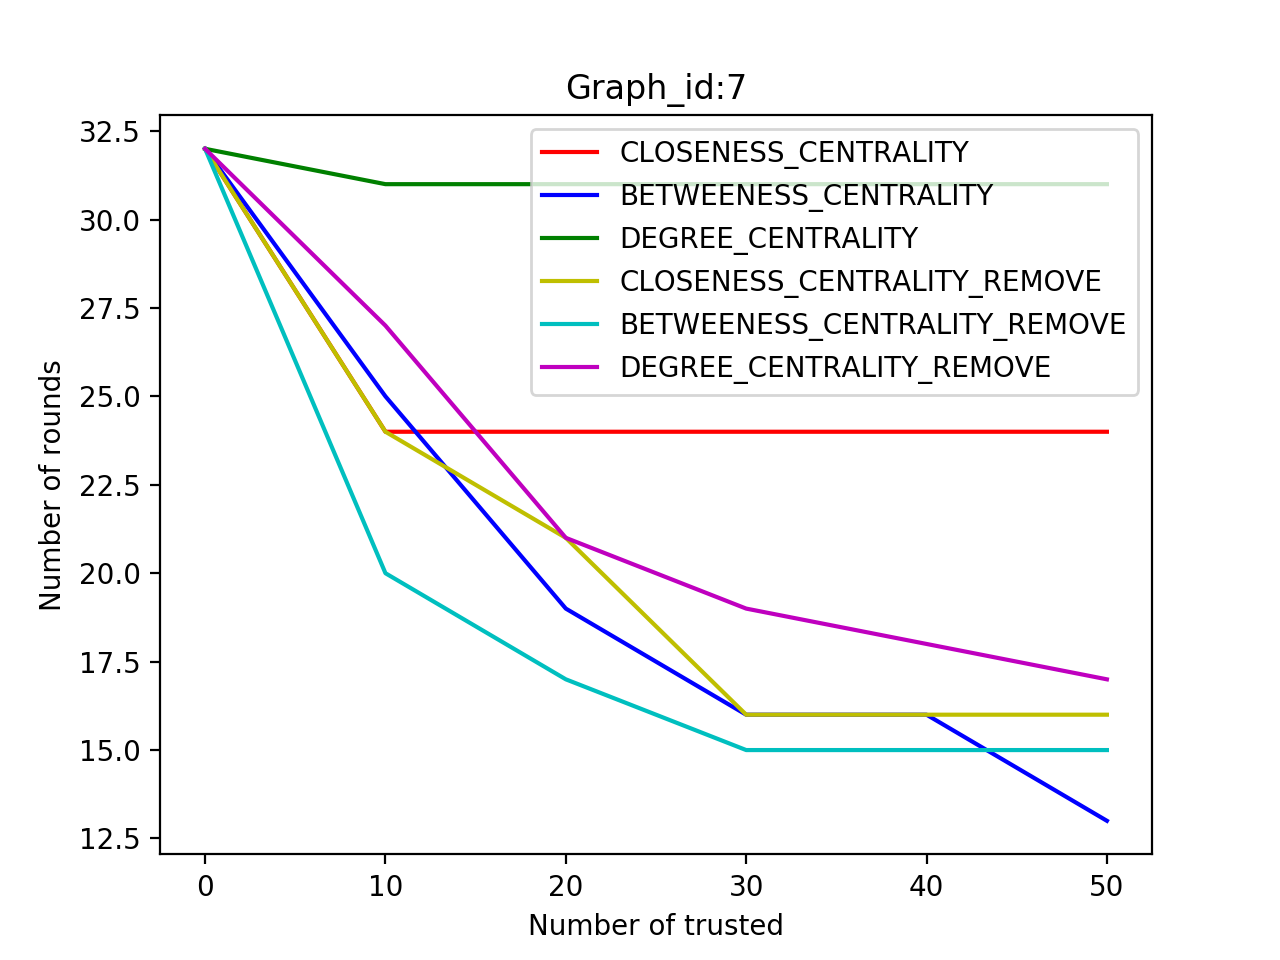 Graph_id:7
CLOSENESS_CENTRALITY
BETWEENESS_CENTRALITY
DEGREE_CENTRALITY
CLOSENESS_CENTRALITY_REMOVE
BETWEENESS_CENTRALITY_REMOVE
DEGREE_CENTRALITY_REMOVE
32.5
30.0
27.5
25.0
22.5
20.0
17.5
15.0
12.5
Number of rounds
0 10 20 30 40 50
Number of trusted